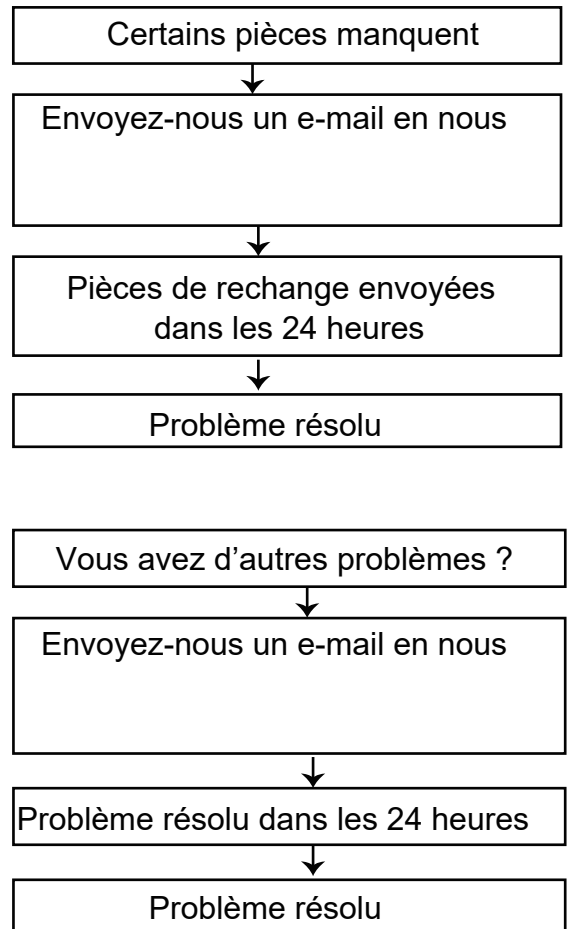 Certains pièces manquent
Envoyez-nous un e-mail en nous
Pièces de rechange envoyées
dans les 24 heures
Problème résolu
Vous avez d’autres problèmes ?
Envoyez-nous un e-mail en nous
Problème résolu dans les 24 heures
Problème résolu